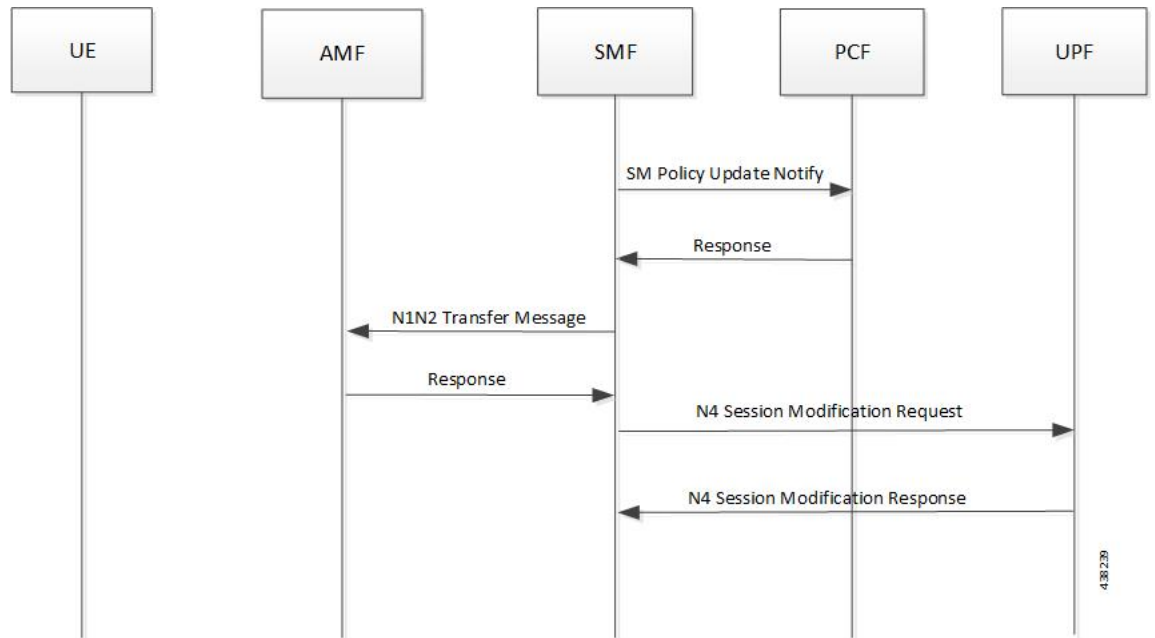 UE
AMF
SMF
PCF
UPF
SM Policy Update Notify
Response
N1N2 Transfer Message
Response
N4 Session Modification Request
N4 Session Modification Response
438239